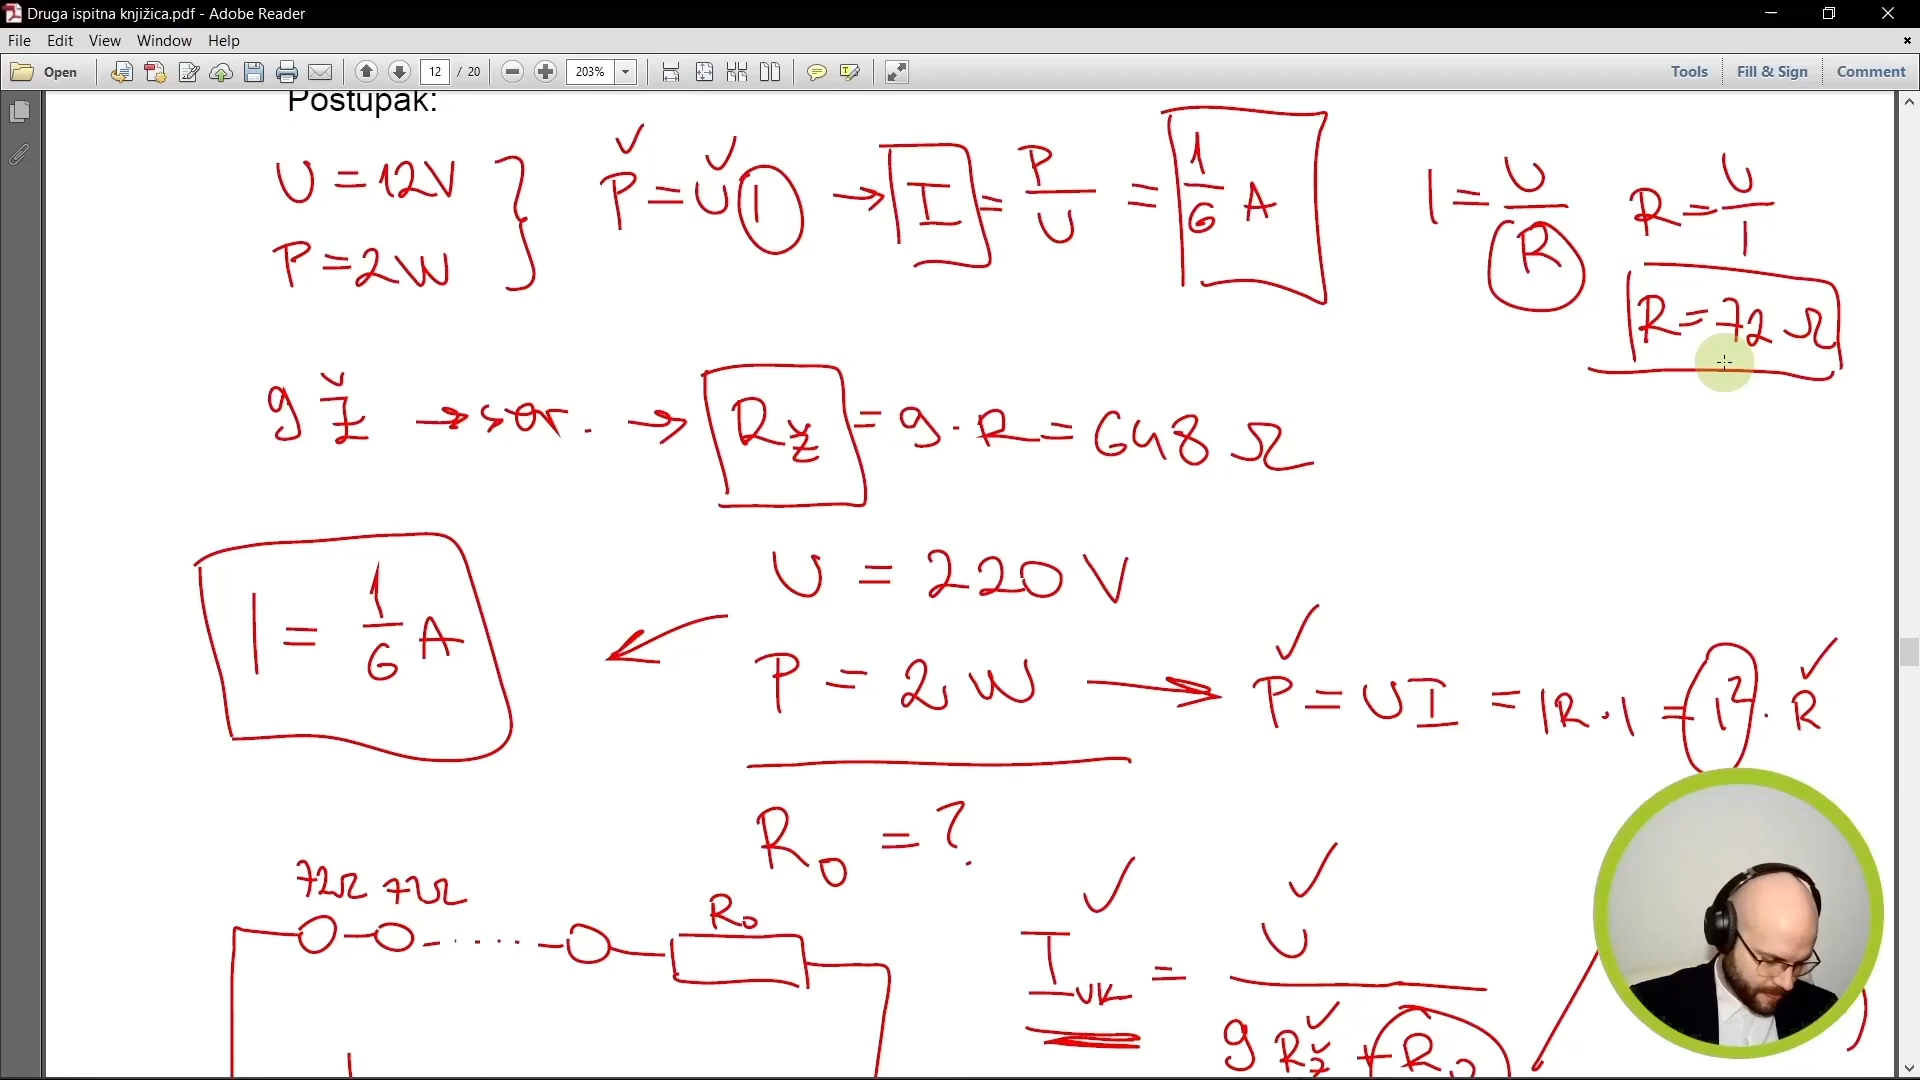 Druga ispitna knjižica.pdf - Adobe Reader
File Edit View Window Help
Open 12 / 20 203% Tools Fill & Sign Comment
Postupak:
U = 12V
P = 2W
P = U I → I = P/U = 1/6 A
I = U/R R = U/I
R = 72 Ω
9 Ž → ser. → RŽ = 9 · R = 648 Ω
U = 220 V
I = 1/6 A
P = 2W → P = UI = IR · I = I² · R
R0 = ?
72Ω 72Ω
R0
IUK = U / 9 RŽ + R0